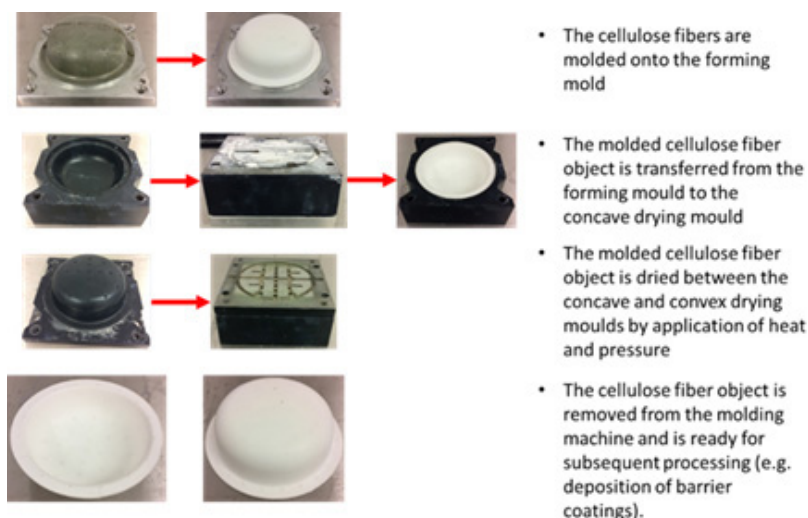 • The cellulose fibers are
molded onto the forming
mold
• The molded cellulose fiber
object is transferred from the
forming mould to the
concave drying mould
• The molded cellulose fiber
object is dried between the
concave and convex drying
moulds by application of heat
and pressure
• The cellulose fiber object is
removed from the molding
machine and is ready for
subsequent processing (e.g.
deposition of barrier
coatings).